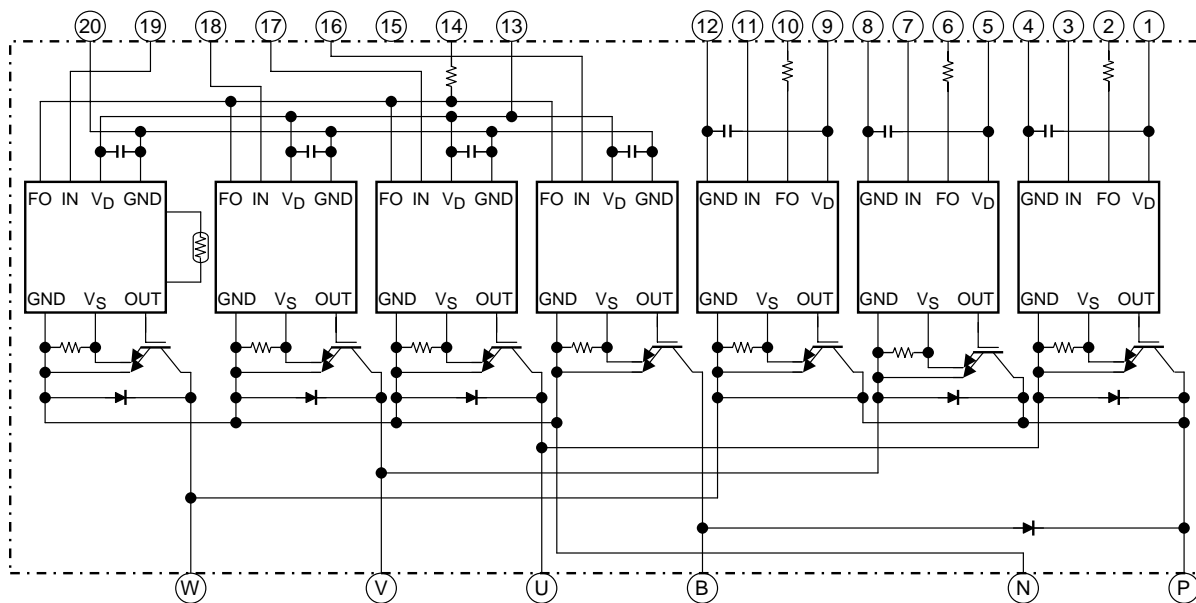 20 19 18 17 16 15 14 13 12 11 10 9 8 7 6 5 4 3 2 1
FO IN VD GND FO IN VD GND FO IN VD GND FO IN VD GND GND IN FO VD GND IN FO VD GND IN FO VD
GND VS OUT GND VS OUT GND VS OUT GND VS OUT GND VS OUT GND VS OUT GND VS OUT
W V U B N P